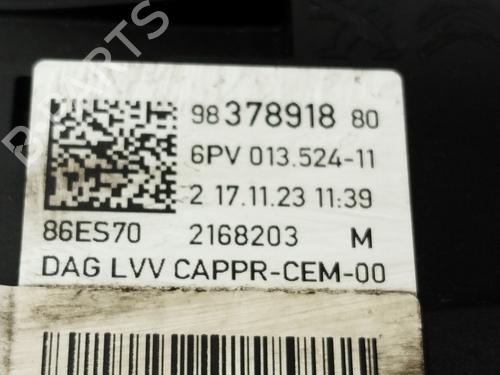 98 378918 80
6PV 013.524-11
2 17.11.23 11:39
86ES70 2168203 M
DAG LVV CAPPR-CEM-00